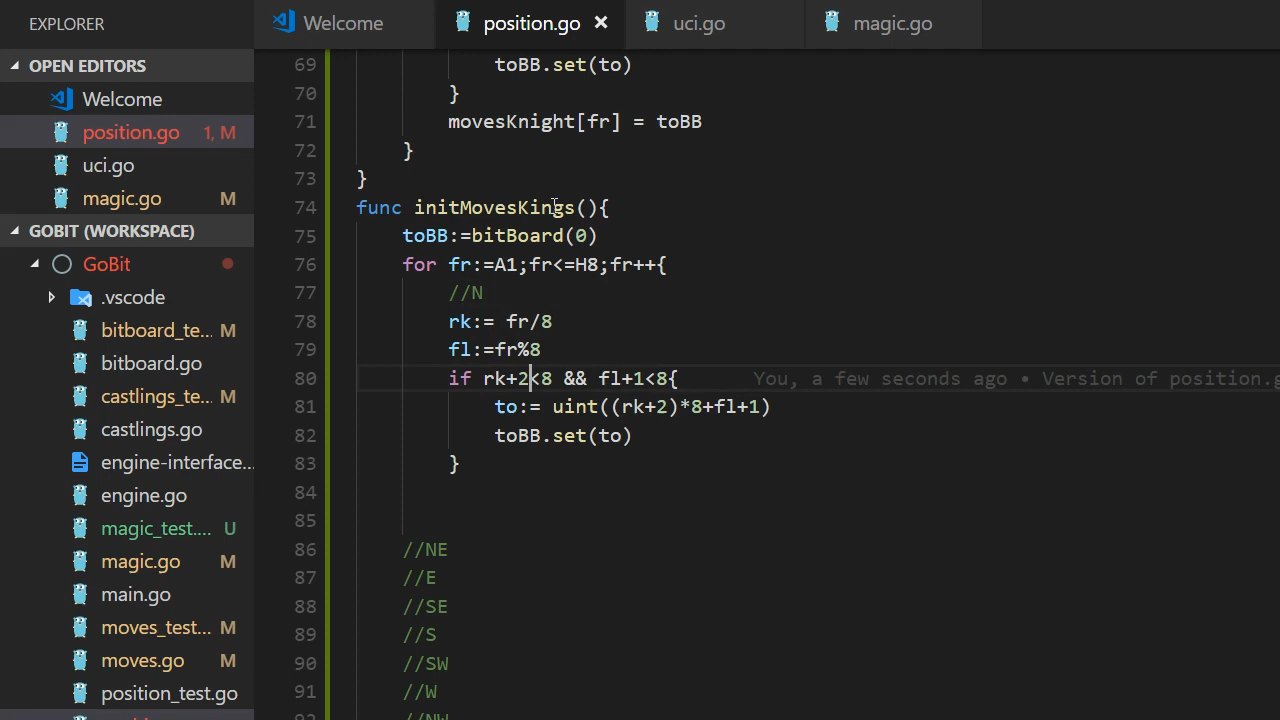 EXPLORER
OPEN EDITORS
Welcome
position.go 1, M
uci.go
magic.go M
GOBIT (WORKSPACE)
GoBit
.vscode
bitboard_te... M
bitboard.go
castlings_te... M
castlings.go
engine-interface...
engine.go
magic_test.... U
magic.go M
main.go
moves_test... M
moves.go M
position_test.go
Welcome position.go × uci.go magic.go
69 toBB.set(to)
70 }
71 movesKnight[fr] = toBB
72 }
73 }
74 func initMovesKings(){
75 toBB:=bitBoard(0)
76 for fr:=A1;fr<=H8;fr++{
77 //N
78 rk:= fr/8
79 fl:=fr%8
80 if rk+2<8 && fl+1<8{ You, a few seconds ago • Version of position.g
81 to:= uint((rk+2)*8+fl+1)
82 toBB.set(to)
83 }
84
85
86 //NE
87 //E
88 //SE
89 //S
90 //SW
91 //W
//NW